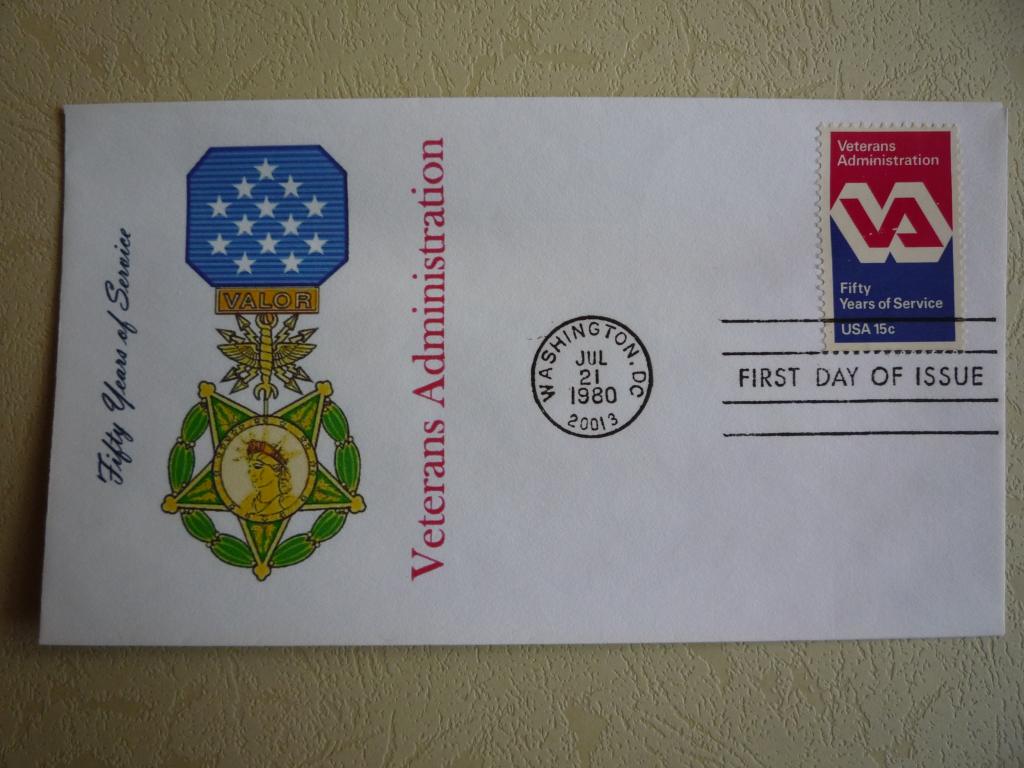 Fifty Years of Service
VALOR
Veterans Administration
WASHINGTON, DC
JUL
21
1980
20013
Veterans
Administration
VA
Fifty
Years of Service
USA 15c
FIRST DAY OF ISSUE